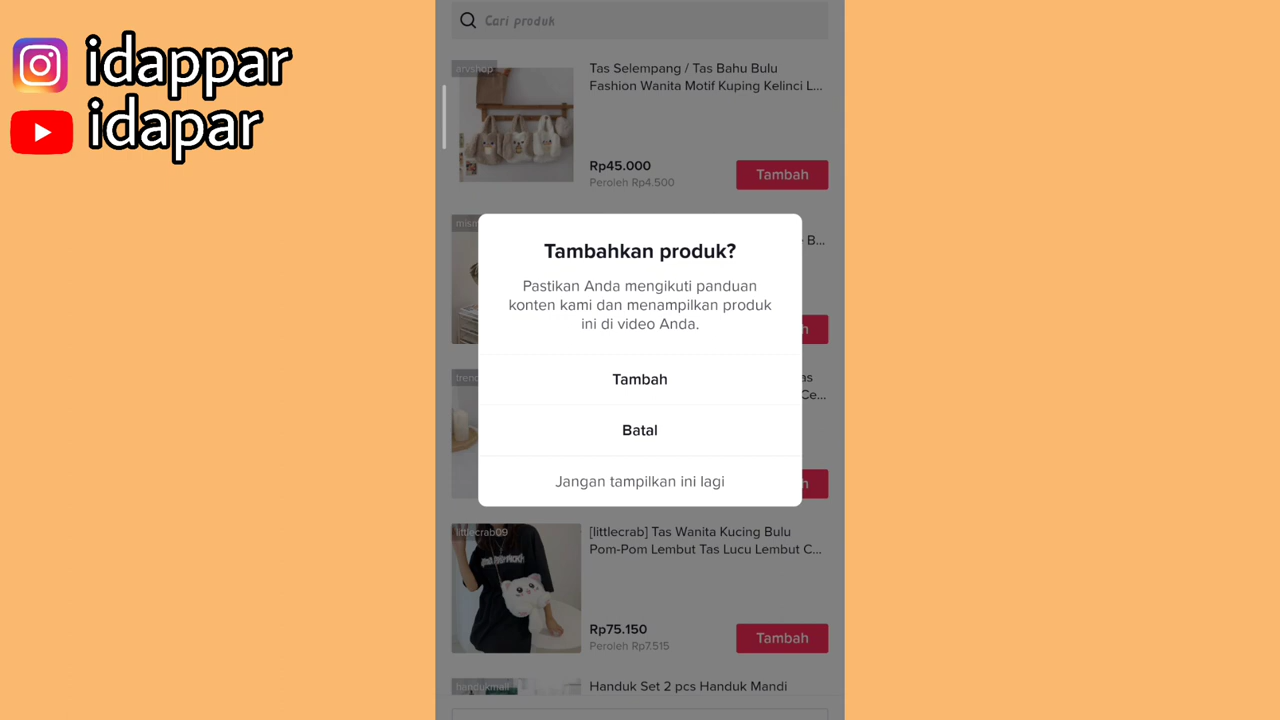 idappar
idapar
Cari produk
arvshop
Tas Selempang / Tas Bahu Bulu
Fashion Wanita Motif Kuping Kelinci L...
Rp45.000
Peroleh Rp4.500
Tambah
B...
Tambahkan produk?
Pastikan Anda mengikuti panduan
konten kami dan menampilkan produk
ini di video Anda.
Tambah
Batal
Jangan tampilkan ini lagi
littlecrab09
[littlecrab] Tas Wanita Kucing Bulu
Pom-Pom Lembut Tas Lucu Lembut C...
Rp75.150
Peroleh Rp7.515
Tambah
handukmall
Handuk Set 2 pcs Handuk Mandi